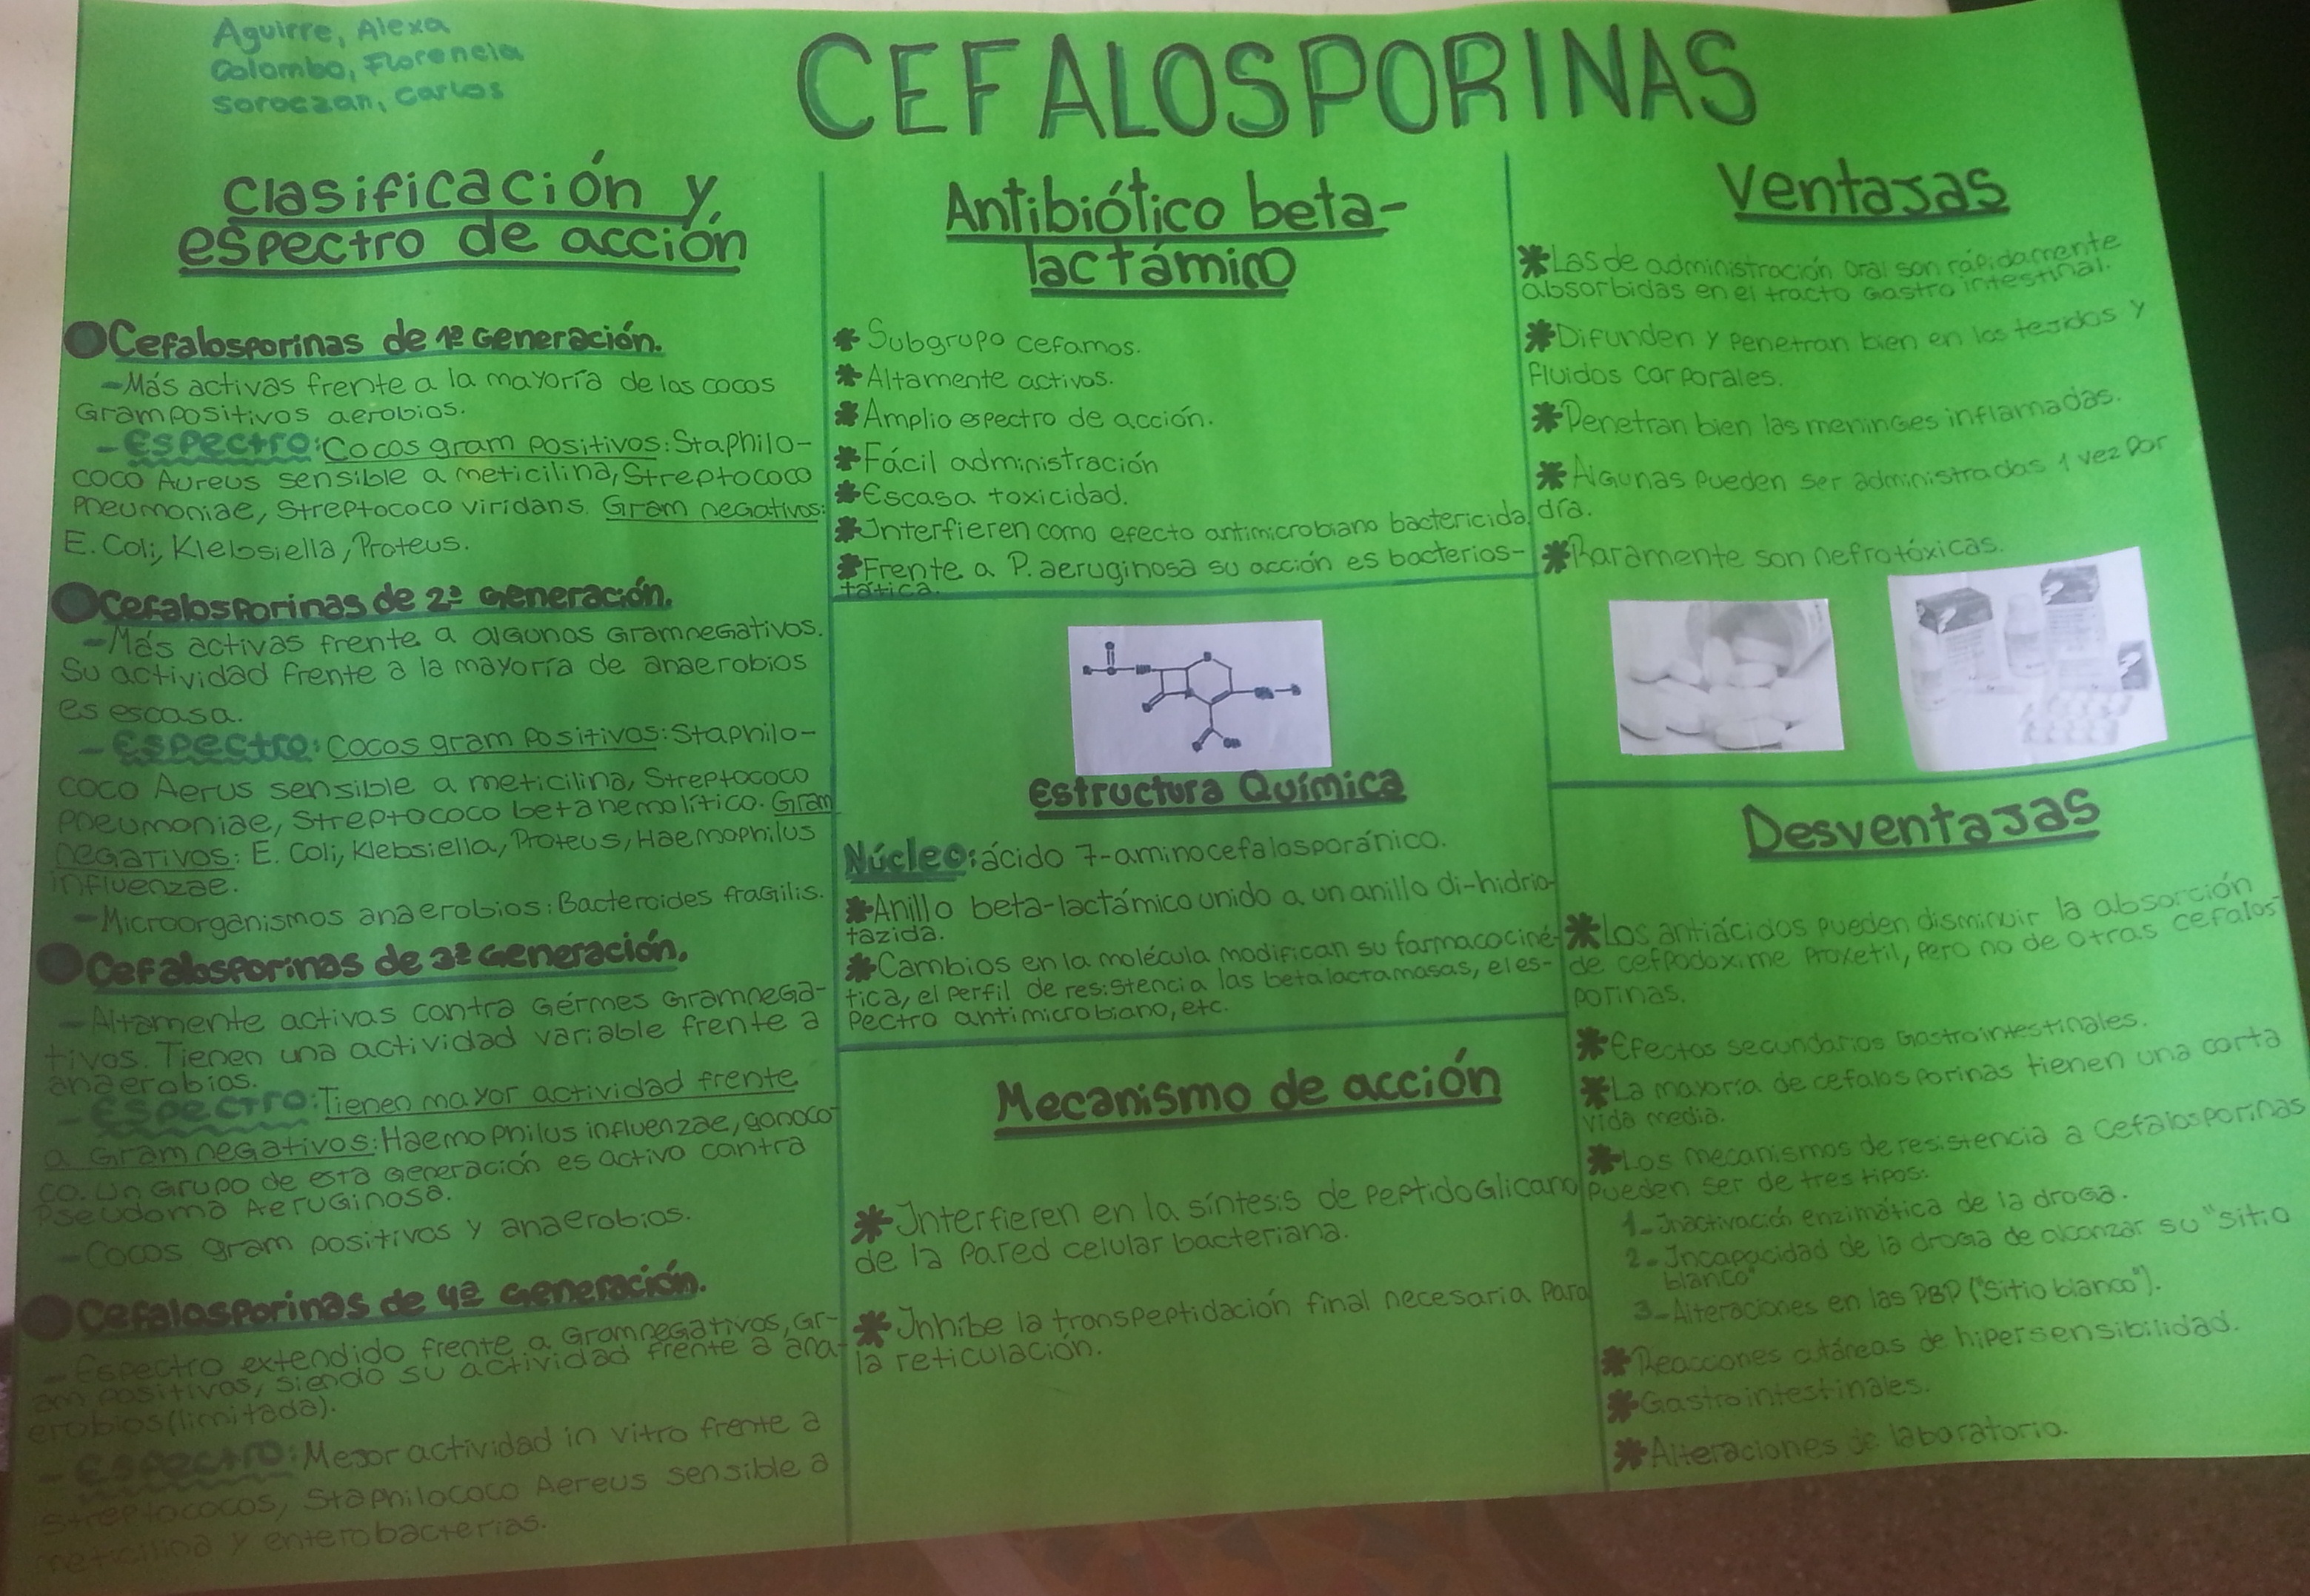 Aguirre, Alexa
Colombo, Florencia
Soroczan, Carlos
CEFALOSPORINAS
Clasificación y
espectro de acción
Cefalosporinas de 1ª Generación.
-Más activas frente a la mayoría de los cocos
Grampositivos aerobios.
-Espectro: Cocos gram positivos: Staphilo-
coco Aureus sensible a meticilina, Streptococo
Pneumoniae, Streptococo viridans. Gram negativos:
E. Coli, Klebsiella, Proteus.
Cefalosporinas de 2ª Generación.
-Más activas frente a algunos Gramnegativos.
Su actividad frente a la mayoría de anaerobios
es escasa.
-Espectro: Cocos gram positivos: Staphilo-
coco Aerus sensible a meticilina, Streptococo
Pneumoniae, Streptococo betahemolítico. Gram
negativos: E. Coli, Klebsiella, Proteus, Haemophilus
influenzae.
-Microorganismos anaerobios: Bacteroides fragilis.
Cefalosporinas de 3ª Generación.
-Altamente activas contra Gérmes Gramnega-
tivos. Tienen una actividad variable frente a
anaerobios.
-Espectro: Tienen mayor actividad frente
a Gramnegativos: Haemophilus influenzae, gonoco-
co. Un Grupo de esta Generación es activo contra
Pseudoma Aeruginosa.
-Cocos gram positivos y anaerobios.
Cefalosporinas de 4ª Generación.
-Espectro extendido frente a Gramnegativos, Gr-
am positivos, siendo su actividad frente a ana-
erobios (limitada).
-Espectro: Mejor actividad in vitro frente a
Streptococos, Staphilococo Aereus sensible a
meticilina y enterobacterias.
Antibiótico beta-
lactámico
* Subgrupo cefamos.
* Altamente activos.
* Amplio espectro de acción.
* Fácil administración
* Escasa toxicidad.
* Interfieren como efecto antimicrobiano bactericida.
* Frente a P. aeruginosa su acción es bacterios-
tática.
Estructura Química
Núcleo: ácido 7-aminocefalosporánico.
* Anillo beta-lactámico unido a un anillo di-hidrio-
tazida.
* Cambios en la molécula modifican su farmacociné-
tica, el perfil de resistencia las betalactamasas, el es-
pectro antimicrobiano, etc.
Mecanismo de acción
* Interfieren en la síntesis de Peptidoglicano
de la Pared celular bacteriana.
* Inhibe la transpeptidación final necesaria para
la reticulación.
Ventajas
* Las de administración oral son rápidamente
absorbidas en el tracto Gastro intestinal.
* Difunden y penetran bien en los tejidos y
fluidos corporales.
* Penetran bien las meninges inflamadas.
* Algunas pueden ser administradas 1 vez por
día.
* Raramente son nefrotóxicas.
Desventajas
* Los antiácidos pueden disminuir la absorción
de cefpodoxime proxetil, pero no de otras cefalos-
porinas.
* Efectos secundarios Gastrointestinales.
* La mayoría de cefalosporinas tienen una corta
vida media.
* Los mecanismos de resistencia a Cefalosporinas
pueden ser de tres tipos:
1- Inactivación enzimática de la droga.
2- Incapacidad de la droga de alcanzar su "sitio
blanco"
3- Alteraciones en las PBP ("Sitio blanco").
* Reaccones cutáneas de hipersensibilidad.
* Gastrointestinales.
* Alteraciones de laboratorio.